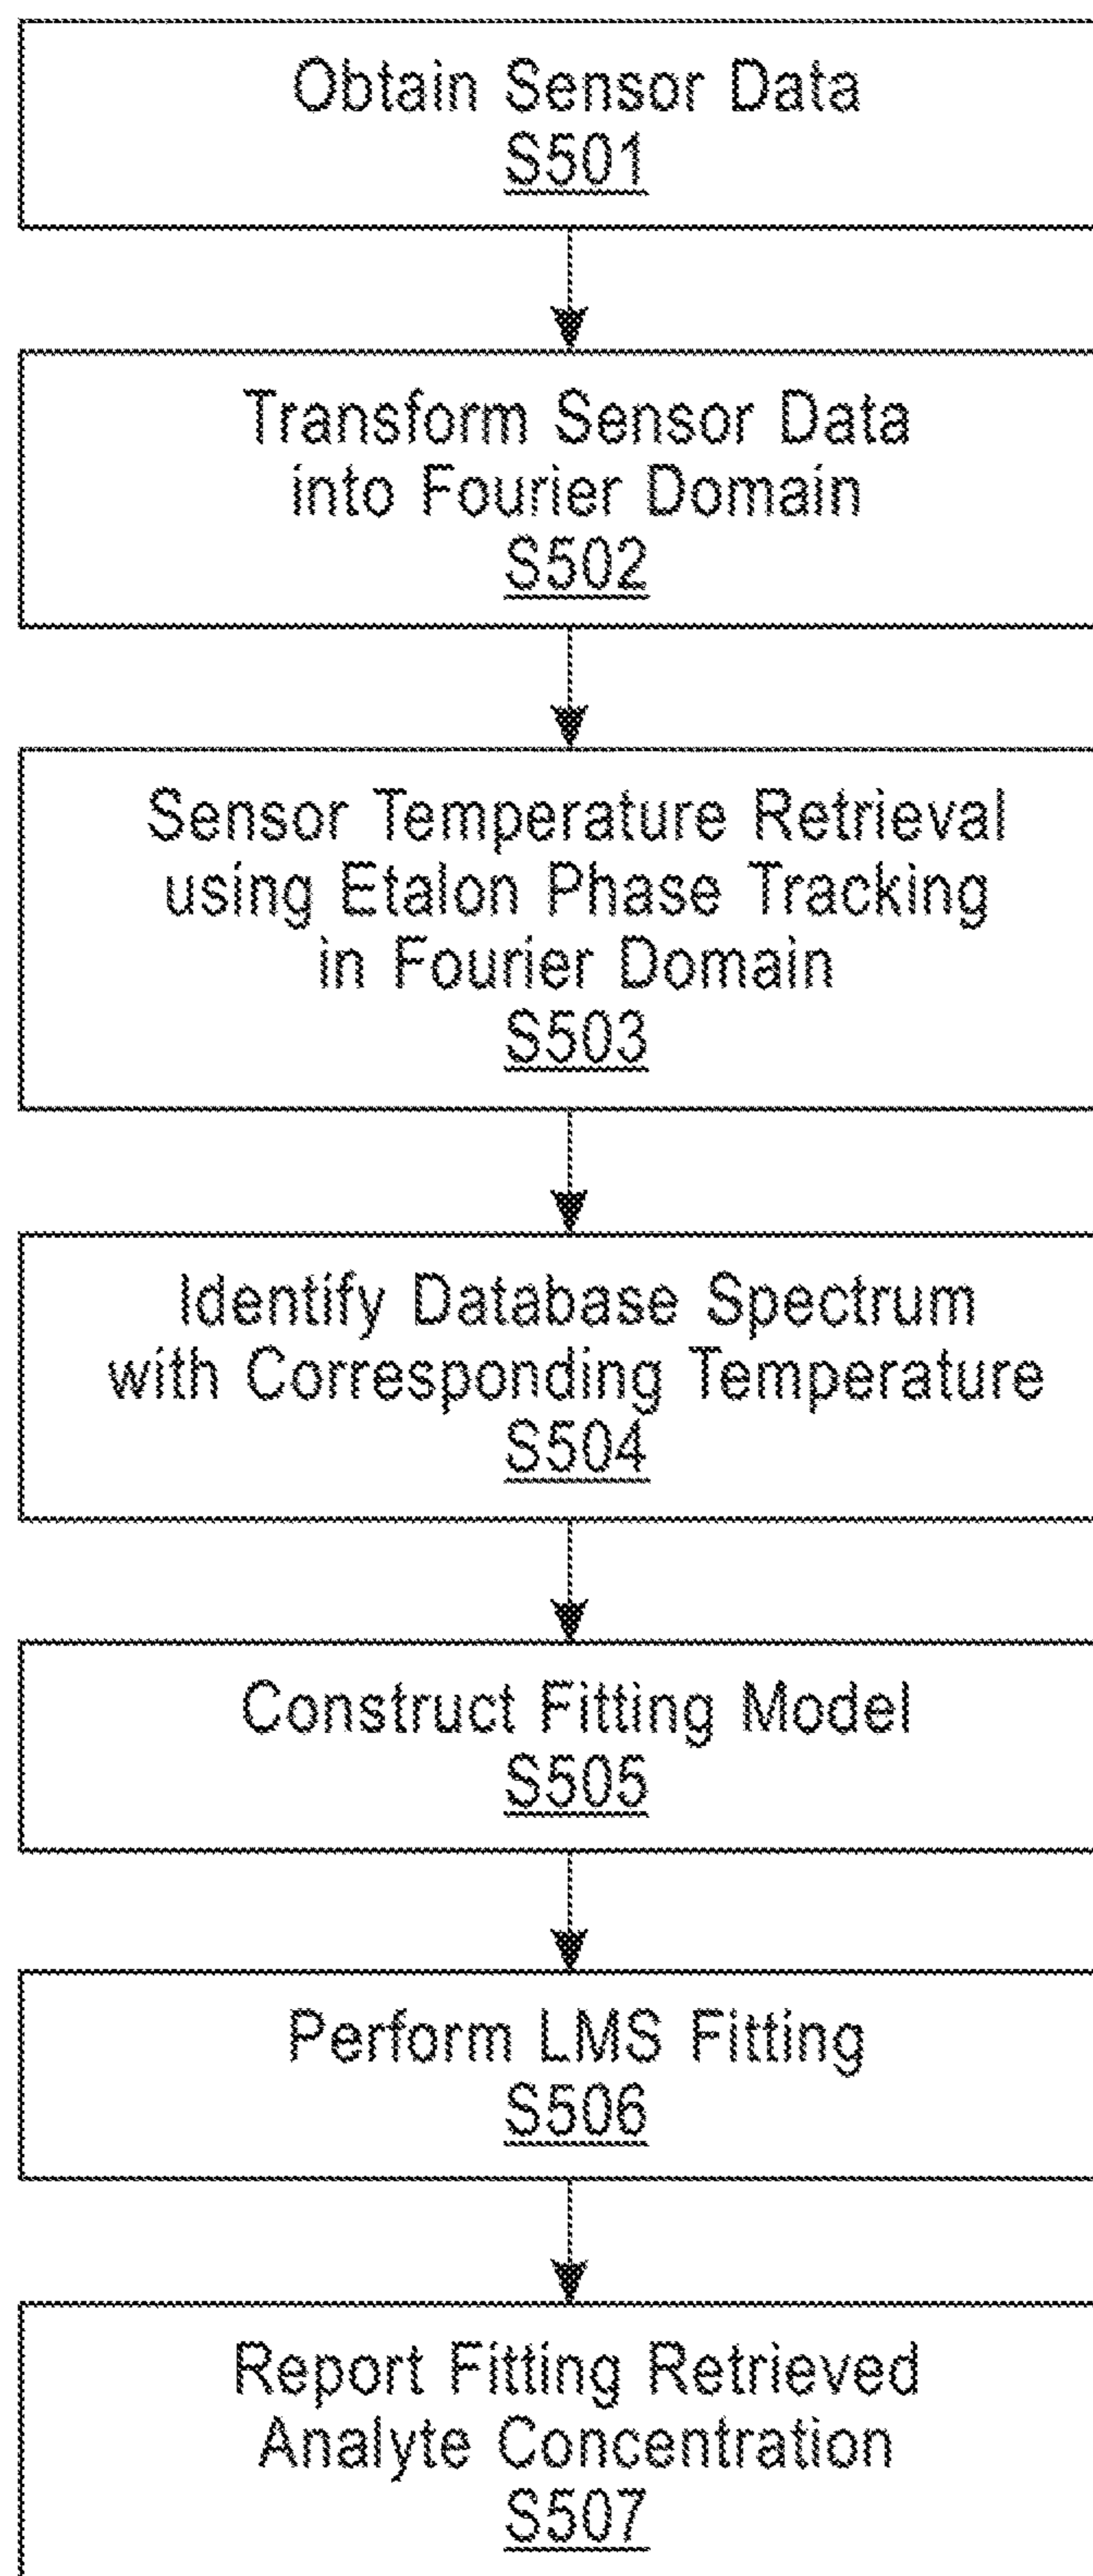 Obtain Sensor Data
S501
Transform Sensor Data
into Fourier Domain
S502
Sensor Temperature Retrieval
using Etalon Phase Tracking
in Fourier Domain
S503
Identify Database Spectrum
with Corresponding Temperature
S504
Construct Fitting Model
S505
Perform LMS Fitting
S506
Report Fitting Retrieved
Analyte Concentration
S507